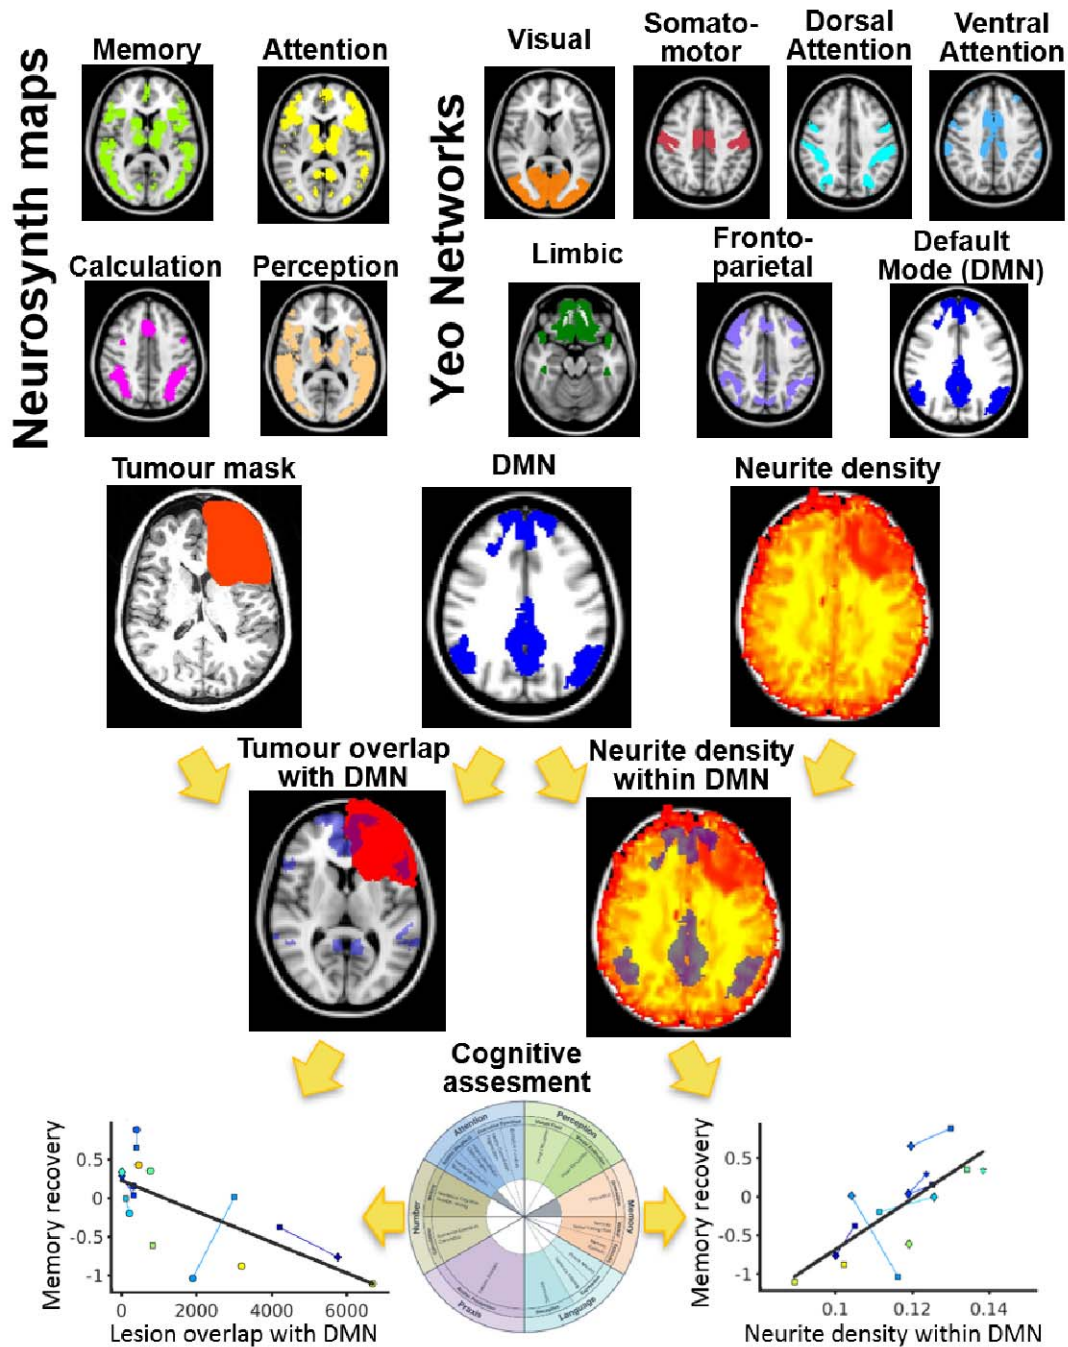 Neurosynth maps
Memory
Attention
Calculation
Perception
Yeo Networks
Visual
Somato-
motor
Dorsal
Attention
Ventral
Attention
Limbic
Fronto-
parietal
Default
Mode (DMN)
Tumour mask
DMN
Neurite density
Tumour overlap
with DMN
Neurite density
within DMN
Cognitive
assesment
Attention
Perception
Memory
Language
Praxis
Number
Memory recovery
0.5
0
-0.5
-1
0
2000
4000
6000
Lesion overlap with DMN
Memory recovery
0.5
0
-0.5
-1
0.1
0.12
0.14
Neurite density within DMN